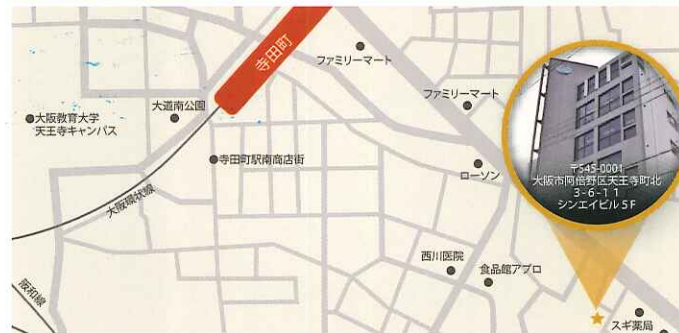 寺田町
ファミリーマート
ファミリーマート
大道南公園
大阪教育大学
天王寺キャンパス
寺田町駅南商店街
ローソン
大阪環状線
阪和線
西川医院
食品館アプロ
スギ薬局
〒545-0001
大阪市阿倍野区天王寺町北
3-6-11
シンエイビル5F